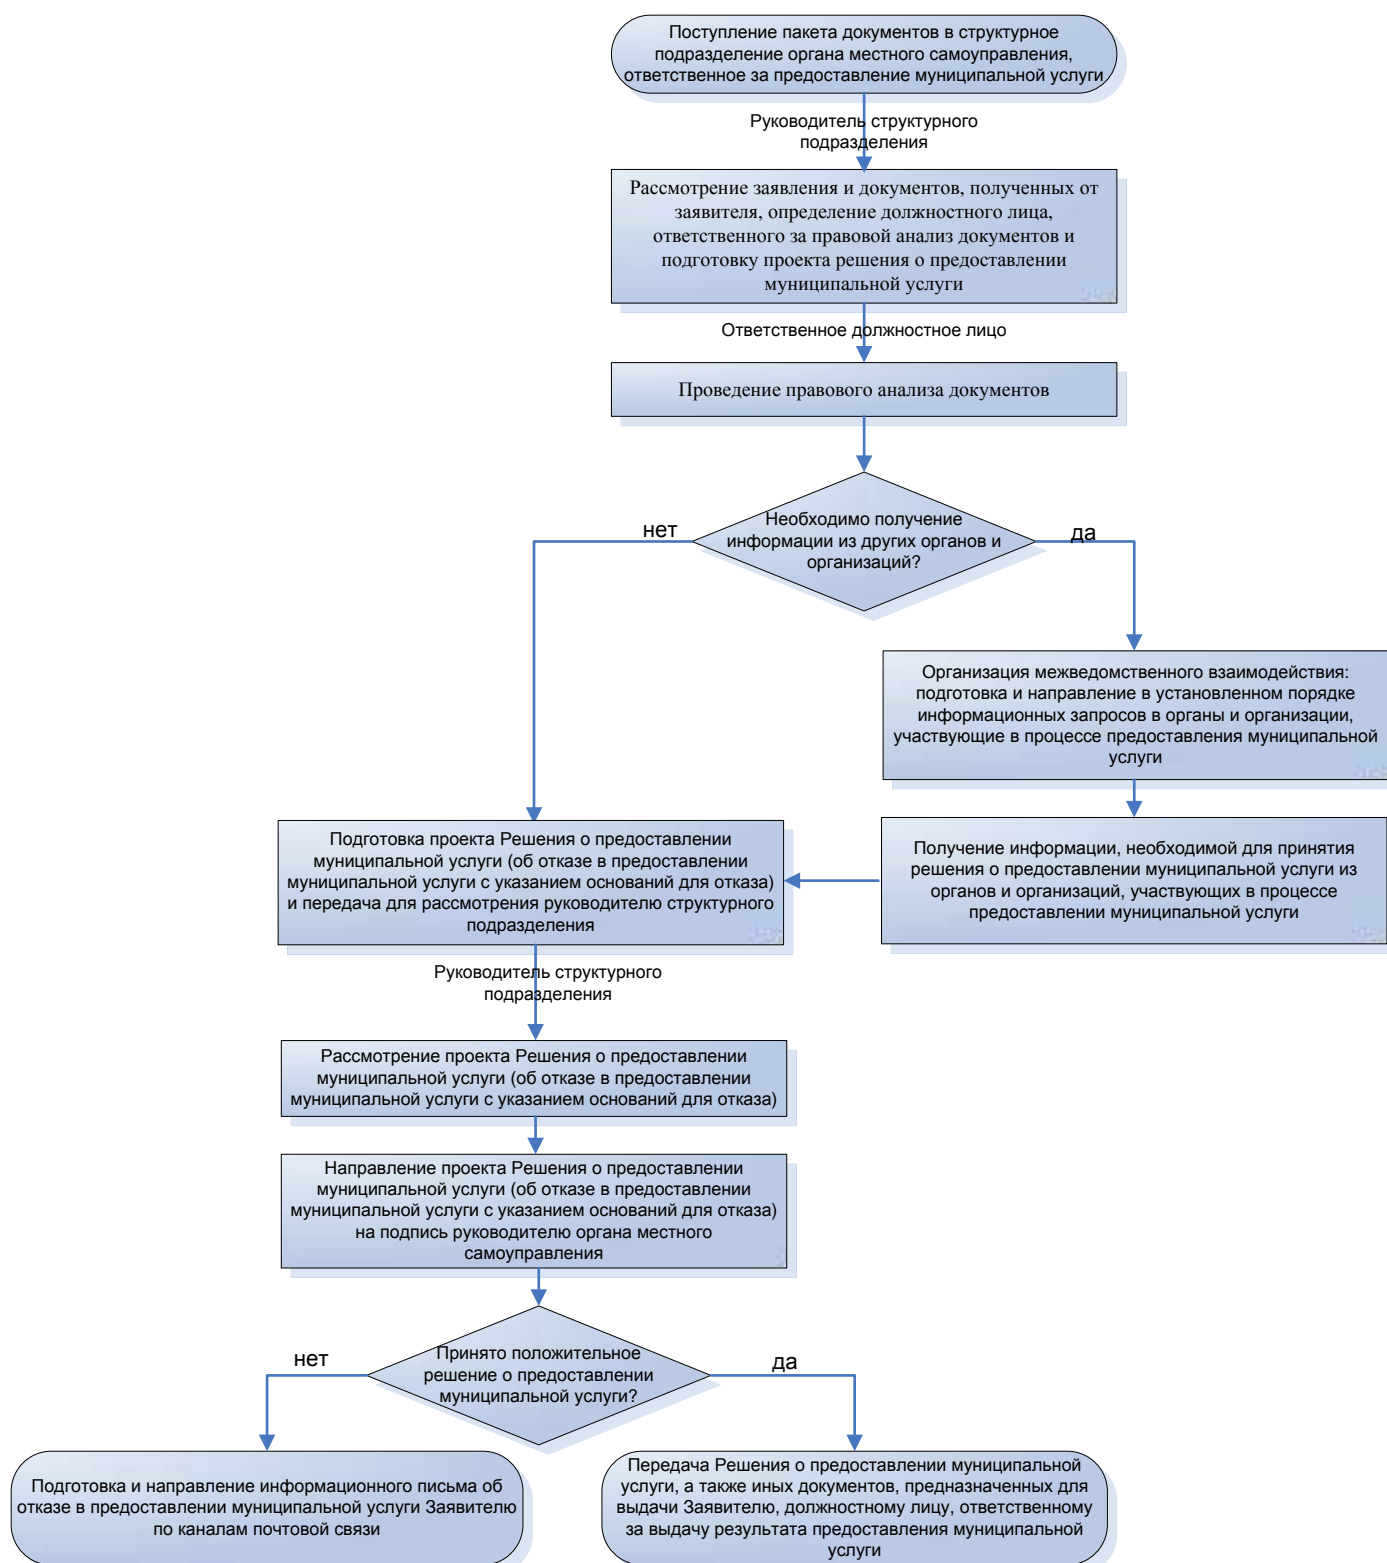 Поступление пакета документов в структурное
подразделение органа местного самоуправления,
ответственное за предоставление муниципальной услуги
Руководитель структурного
подразделения
Рассмотрение заявления и документов, полученных от
заявителя, определение должностного лица,
ответственного за правовой анализ документов и
подготовку проекта решения о предоставлении
муниципальной услуги
Ответственное должностное лицо
Проведение правового анализа документов
Необходимо получение
информации из других органов и
организаций?
нет
да
Организация межведомственного взаимодействия:
подготовка и направление в установленном порядке
информационных запросов в органы и организации,
участвующие в процессе предоставления муниципальной
услуги
Подготовка проекта Решения о предоставлении
муниципальной услуги (об отказе в предоставлении
муниципальной услуги с указанием оснований для отказа)
и передача для рассмотрения руководителю структурного
подразделения
Получение информации, необходимой для принятия
решения о предоставлении муниципальной услуги из
органов и организаций, участвующих в процессе
предоставлении муниципальной услуги
Руководитель структурного
подразделения
Рассмотрение проекта Решения о предоставлении
муниципальной услуги (об отказе в предоставлении
муниципальной услуги с указанием оснований для отказа)
Направление проекта Решения о предоставлении
муниципальной услуги (об отказе в предоставлении
муниципальной услуги с указанием оснований для отказа)
на подпись руководителю органа местного
самоуправления
Принято положительное
решение о предоставлении
муниципальной услуги?
нет
да
Подготовка и направление информационного письма об
отказе в предоставлении муниципальной услуги Заявителю
по каналам почтовой связи
Передача Решения о предоставлении муниципальной
услуги, а также иных документов, предназначенных для
выдачи Заявителю, должностному лицу, ответственному
за выдачу результата предоставления муниципальной
услуги